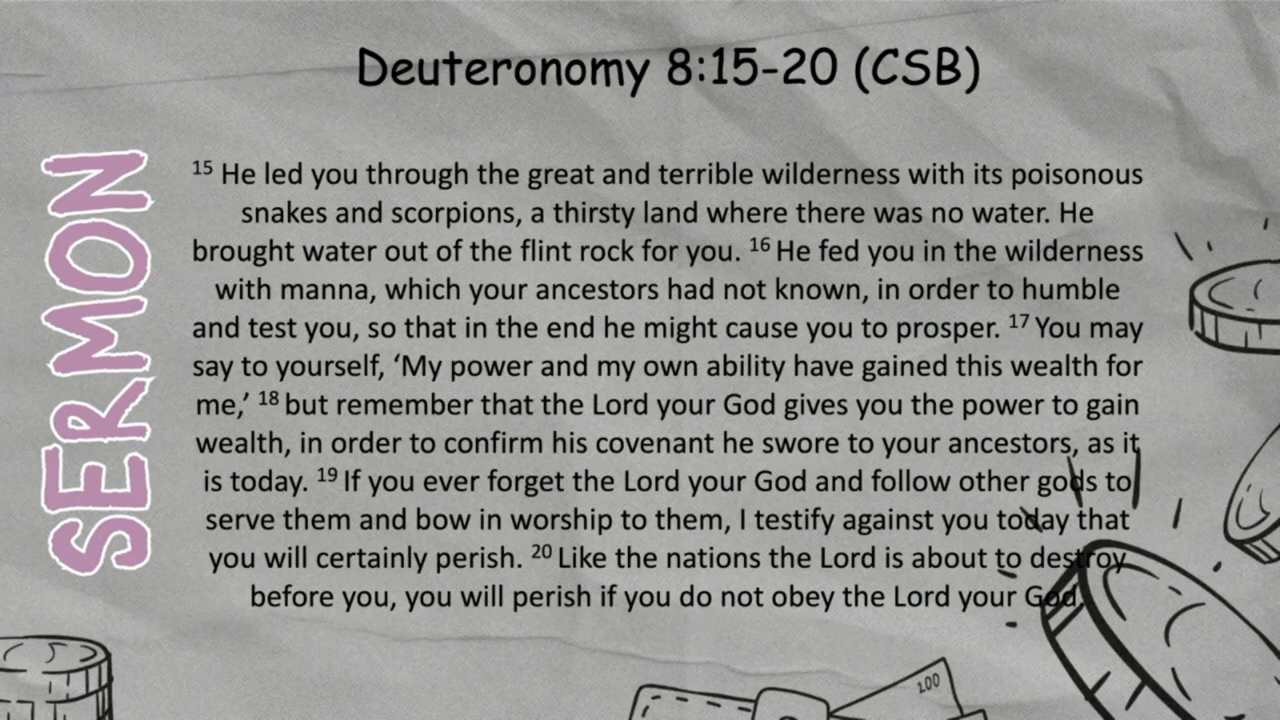 Deuteronomy 8:15-20 (CSB)
SERMON
15 He led you through the great and terrible wilderness with its poisonous
snakes and scorpions, a thirsty land where there was no water. He
brought water out of the flint rock for you. 16 He fed you in the wilderness
with manna, which your ancestors had not known, in order to humble
and test you, so that in the end he might cause you to prosper. 17 You may
say to yourself, ‘My power and my own ability have gained this wealth for
me,’ 18 but remember that the Lord your God gives you the power to gain
wealth, in order to confirm his covenant he swore to your ancestors, as it
is today. 19 If you ever forget the Lord your God and follow other gods to
serve them and bow in worship to them, I testify against you today that
you will certainly perish. 20 Like the nations the Lord is about to destroy
before you, you will perish if you do not obey the Lord your God.
100